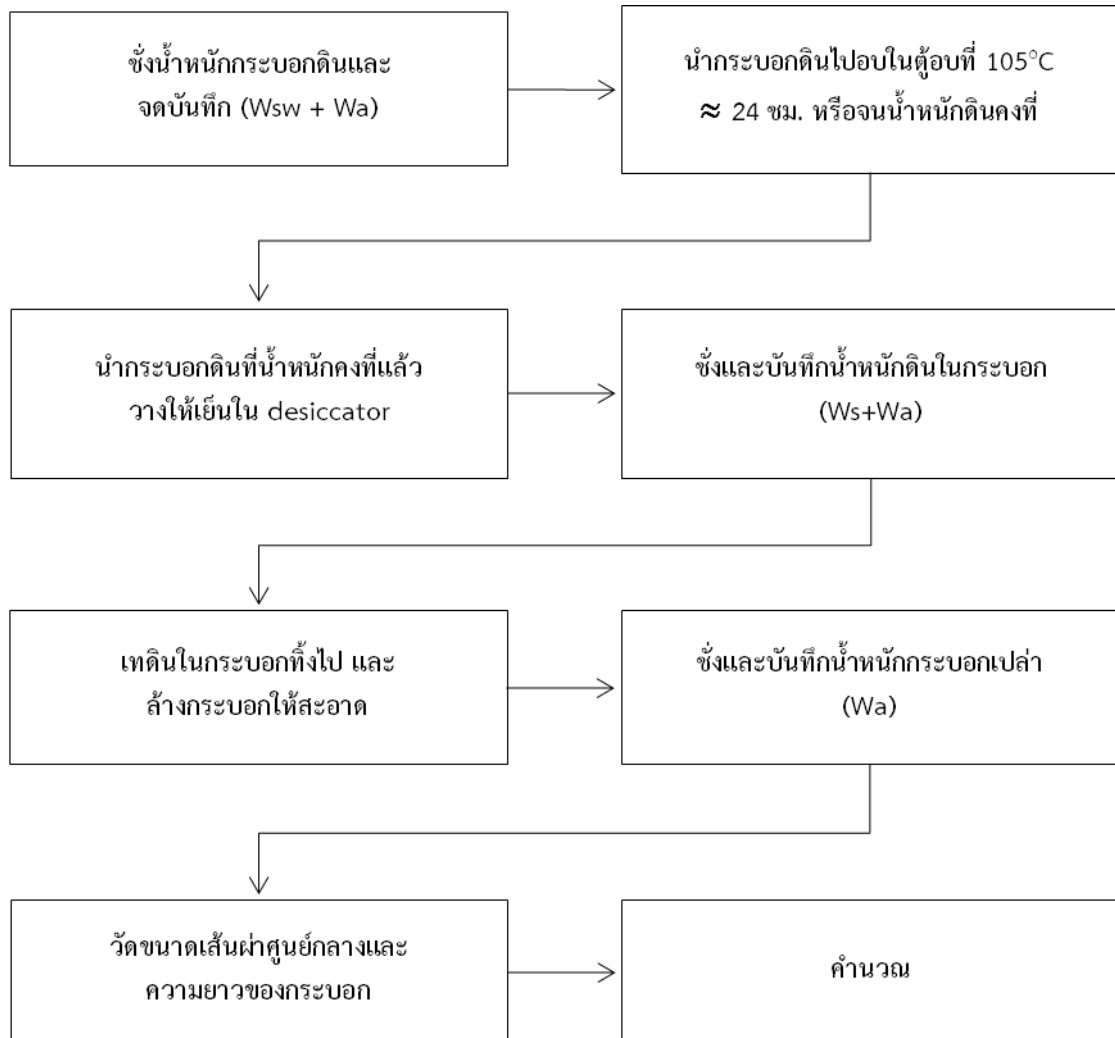 ชั่งน้ำหนักกระบอกดินและ
จดบันทึก (Wsw + Wa)
นำกระบอกดินไปอบในตู้อบที่ 105°C
≈ 24 ชม. หรือจนน้ำหนักดินคงที่
นำกระบอกดินที่น้ำหนักคงที่แล้ว
วางให้เย็นใน desiccator
ชั่งและบันทึกน้ำหนักดินในกระบอก
(Ws+Wa)
เทดินในกระบอกทิ้งไป และ
ล้างกระบอกให้สะอาด
ชั่งและบันทึกน้ำหนักกระบอกเปล่า
(Wa)
วัดขนาดเส้นผ่าศูนย์กลางและ
ความยาวของกระบอก
คำนวณ